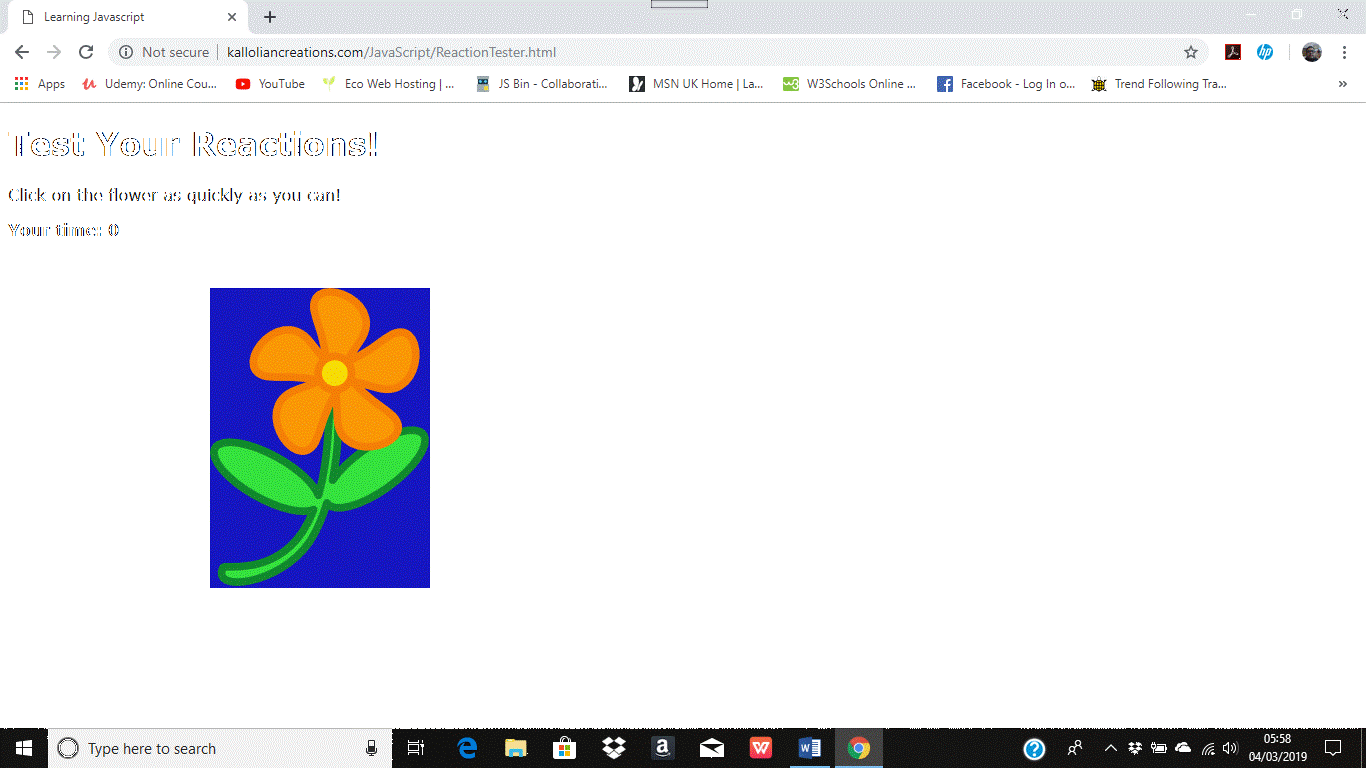 Learning Javascript
Not secure kalloliancreations.com/JavaScript/ReactionTester.html
Apps Udemy: Online Cou... YouTube Eco Web Hosting | ... JS Bin - Collaborati... MSN UK Home | La... W3Schools Online ... Facebook - Log In o... Trend Following Tra...
Test Your Reactions!
Click on the flower as quickly as you can!
Your time: 0
Type here to search
05:58
04/03/2019